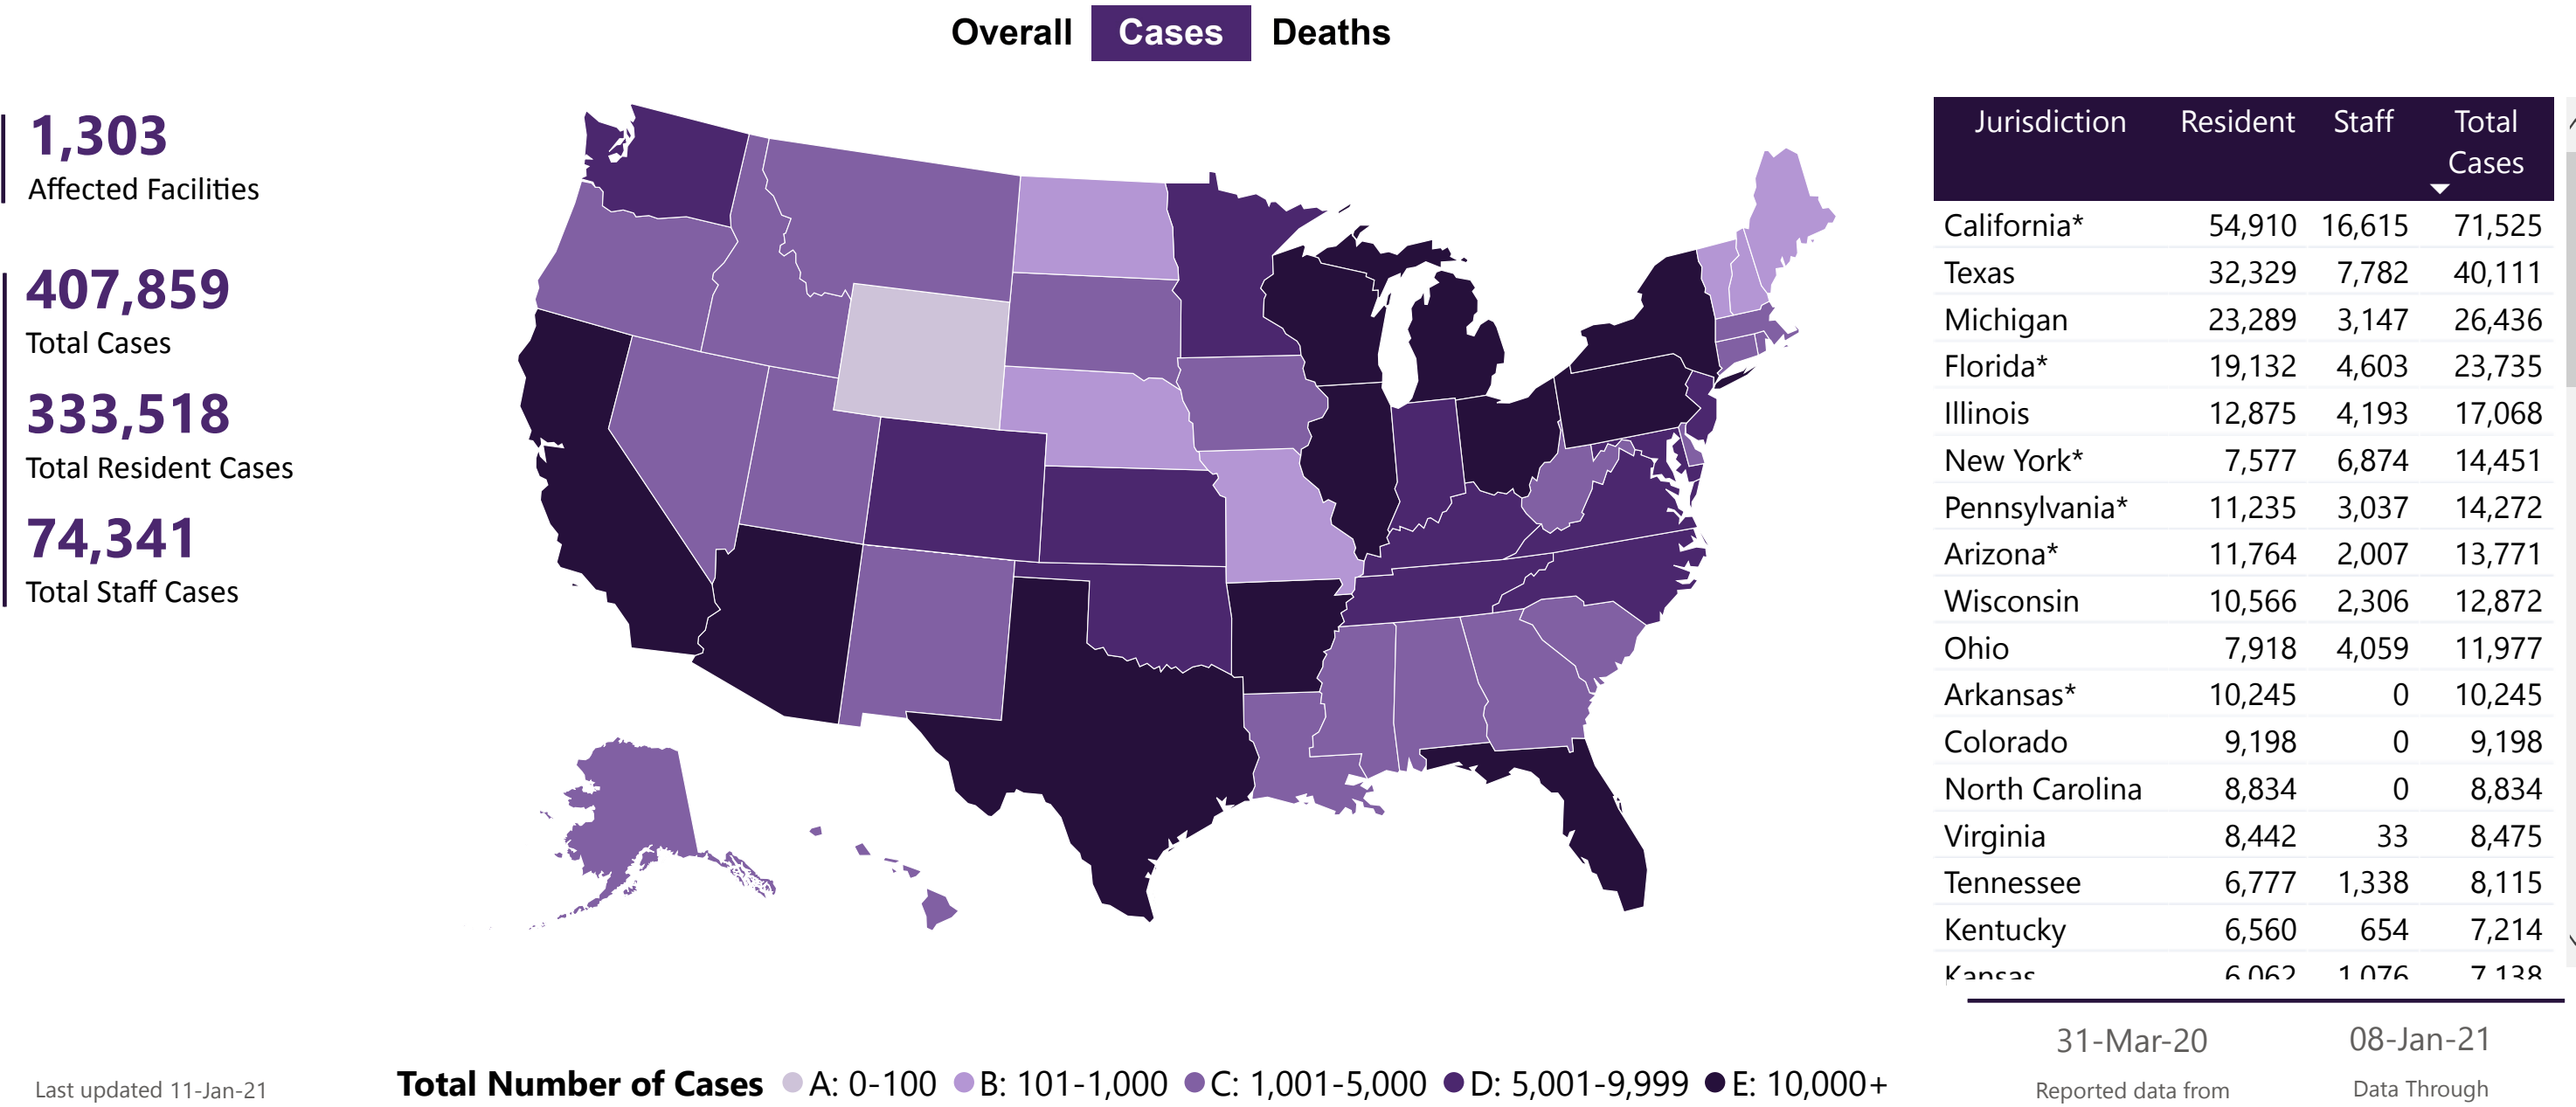 Overall Cases Deaths
1,303
Affected Facilities
407,859
Total Cases
333,518
Total Resident Cases
74,341
Total Staff Cases
Last updated 11-Jan-21
Total Number of Cases A: 0-100 B: 101-1,000 C: 1,001-5,000 D: 5,001-9,999 E: 10,000+
Jurisdiction Resident Staff Total
Cases
California* 54,910 16,615 71,525
Texas 32,329 7,782 40,111
Michigan 23,289 3,147 26,436
Florida* 19,132 4,603 23,735
Illinois 12,875 4,193 17,068
New York* 7,577 6,874 14,451
Pennsylvania* 11,235 3,037 14,272
Arizona* 11,764 2,007 13,771
Wisconsin 10,566 2,306 12,872
Ohio 7,918 4,059 11,977
Arkansas* 10,245 0 10,245
Colorado 9,198 0 9,198
North Carolina 8,834 0 8,834
Virginia 8,442 33 8,475
Tennessee 6,777 1,338 8,115
Kentucky 6,560 654 7,214
Kansas 6,062 1,076 7,138
31-Mar-20 08-Jan-21
Reported data from Data Through